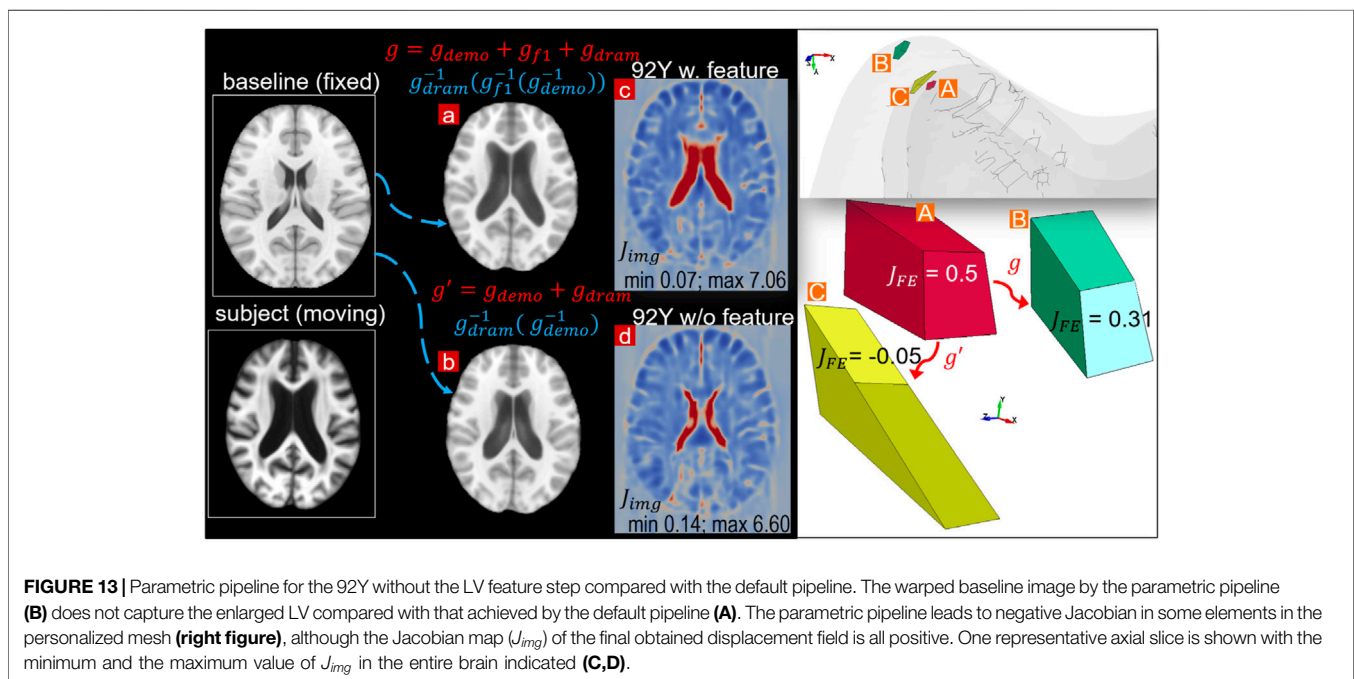 g = g_demo + g_f1 + g_dram
baseline (fixed)
g_dram^-1(g_f1^-1(g_demo^-1))
92Y w. feature
a
c
J_img
min 0.07; max 7.06
subject (moving)
g' = g_demo + g_dram
g_dram^-1( g_demo^-1)
92Y w/o feature
b
d
J_img
min 0.14; max 6.60
B
C
A
Z
X
Y
A
B
J_FE = 0.5
g
J_FE = 0.31
C
J_FE = -0.05
g'
Y
Z
X
FIGURE 13 | Parametric pipeline for the 92Y without the LV feature step compared with the default pipeline. The warped baseline image by the parametric pipeline
(B) does not capture the enlarged LV compared with that achieved by the default pipeline (A). The parametric pipeline leads to negative Jacobian in some elements in the
personalized mesh (right figure), although the Jacobian map (J_img) of the final obtained displacement field is all positive. One representative axial slice is shown with the
minimum and the maximum value of J_img in the entire brain indicated (C,D).